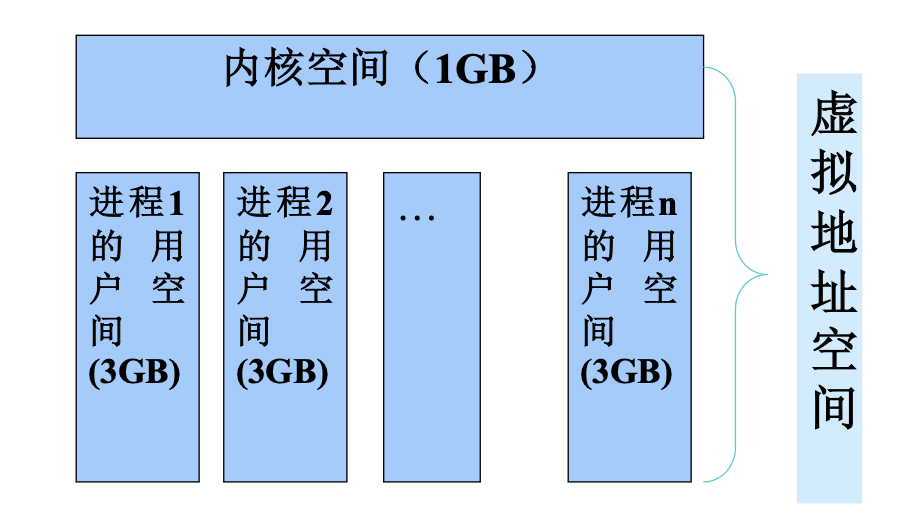 内核空间（1GB）
进程1
的用
户空
间
(3GB)
进程2
的用
户空
间
(3GB)
…
进程n
的用
户空
间
(3GB)
虚
拟
地
址
空
间